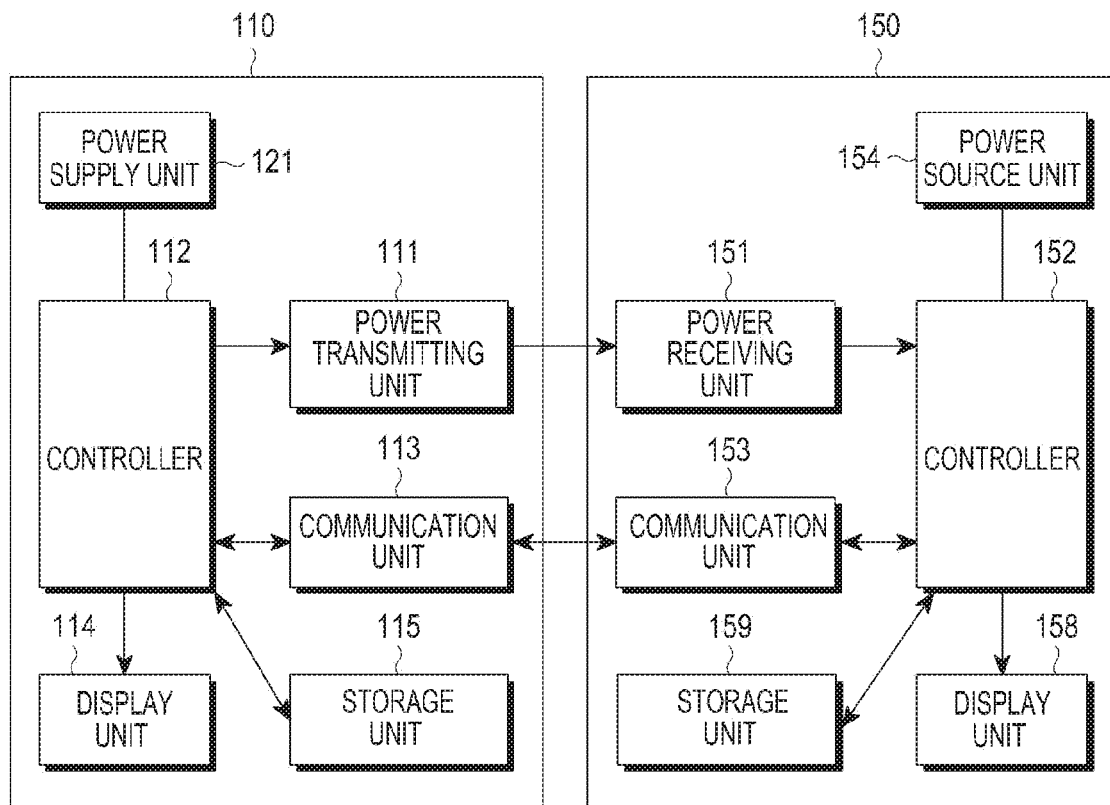 110
150
POWER
SUPPLY UNIT
121
154
POWER
SOURCE UNIT
112
111
151
152
CONTROLLER
POWER
TRANSMITTING
UNIT
POWER
RECEIVING
UNIT
CONTROLLER
113
153
COMMUNICATION
UNIT
COMMUNICATION
UNIT
114
115
159
158
DISPLAY
UNIT
STORAGE
UNIT
STORAGE
UNIT
DISPLAY
UNIT